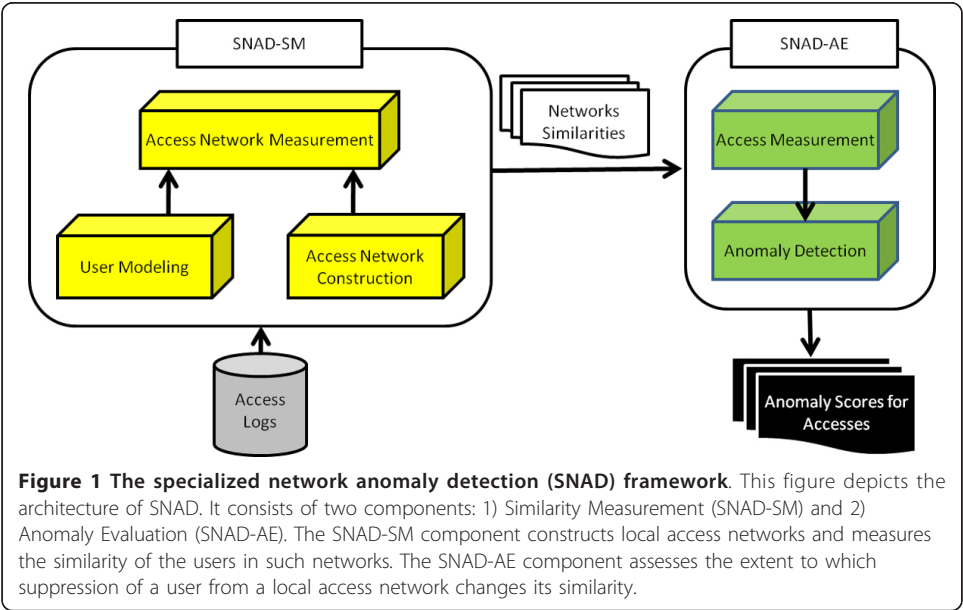 SNAD-SM
SNAD-AE
Access Network Measurement
Networks
Similarities
Access Measurement
User Modeling
Access Network
Construction
Anomaly Detection
Access
Logs
Anomaly Scores for
Accesses
Figure 1 The specialized network anomaly detection (SNAD) framework. This figure depicts the
architecture of SNAD. It consists of two components: 1) Similarity Measurement (SNAD-SM) and 2)
Anomaly Evaluation (SNAD-AE). The SNAD-SM component constructs local access networks and measures
the similarity of the users in such networks. The SNAD-AE component assesses the extent to which
suppression of a user from a local access network changes its similarity.